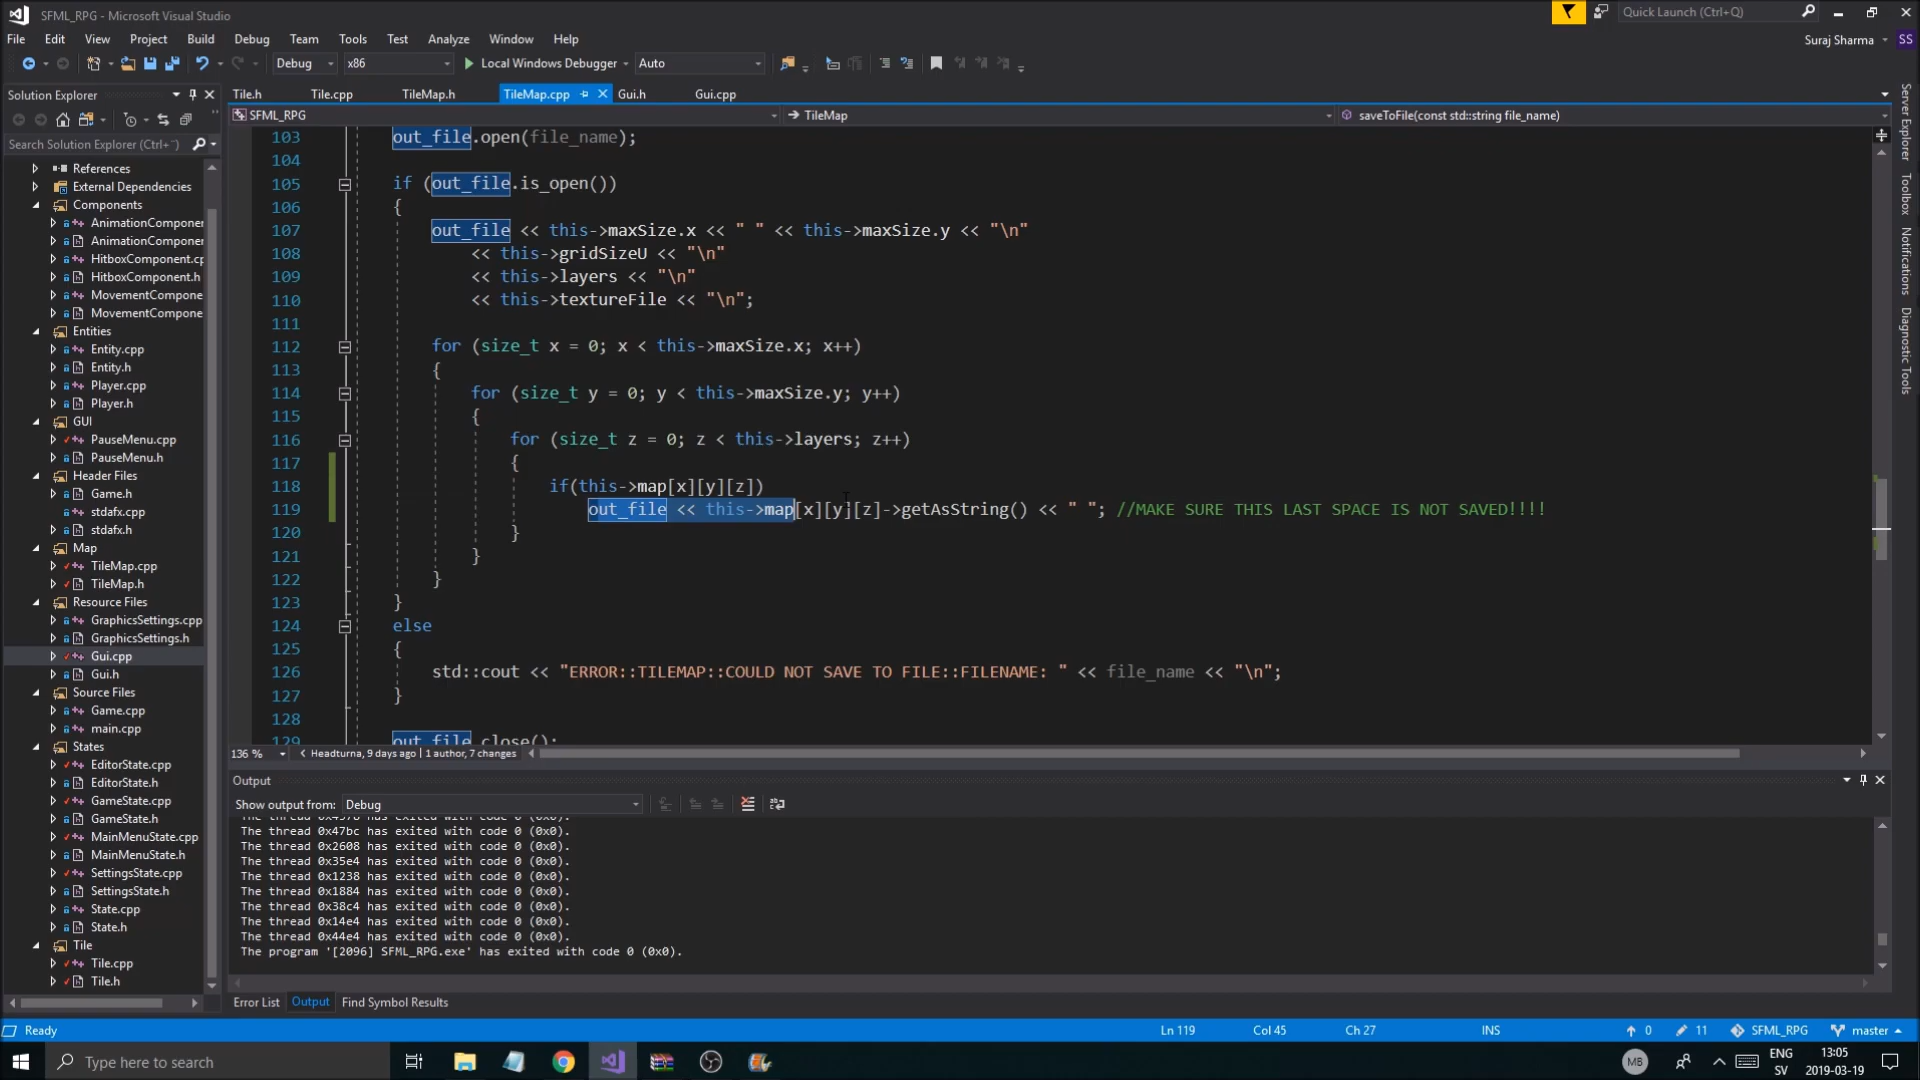 SFML_RPG - Microsoft Visual Studio
Quick Launch (Ctrl+Q)
File Edit View Project Build Debug Team Tools Test Analyze Window Help
Suraj Sharma SS
Debug x86 Local Windows Debugger Auto
Solution Explorer
Tile.h Tile.cpp TileMap.h TileMap.cpp Gui.h Gui.cpp
SFML_RPG TileMap saveToFile(const std::string file_name)
Search Solution Explorer (Ctrl+¨)
References
External Dependencies
Components
AnimationComponen
AnimationComponen
HitboxComponent.cp
HitboxComponent.h
MovementCompone
MovementCompone
Entities
Entity.cpp
Entity.h
Player.cpp
Player.h
GUI
PauseMenu.cpp
PauseMenu.h
Header Files
Game.h
stdafx.cpp
stdafx.h
Map
TileMap.cpp
TileMap.h
Resource Files
GraphicsSettings.cpp
GraphicsSettings.h
Gui.cpp
Gui.h
Source Files
Game.cpp
main.cpp
States
EditorState.cpp
EditorState.h
GameState.cpp
GameState.h
MainMenuState.cpp
MainMenuState.h
SettingsState.cpp
SettingsState.h
State.cpp
State.h
Tile
Tile.cpp
Tile.h
103 out_file.open(file_name);
104
105 if (out_file.is_open())
106 {
107 out_file << this->maxSize.x << " " << this->maxSize.y << "\n"
108 << this->gridSizeU << "\n"
109 << this->layers << "\n"
110 << this->textureFile << "\n";
111
112 for (size_t x = 0; x < this->maxSize.x; x++)
113 {
114 for (size_t y = 0; y < this->maxSize.y; y++)
115 {
116 for (size_t z = 0; z < this->layers; z++)
117 {
118 if(this->map[x][y][z])
119 out_file << this->map[x][y][z]->getAsString() << " "; //MAKE SURE THIS LAST SPACE IS NOT SAVED!!!!
120 }
121 }
122 }
123 }
124 else
125 {
126 std::cout << "ERROR::TILEMAP::COULD NOT SAVE TO FILE::FILENAME: " << file_name << "\n";
127 }
128
129 out_file.close();
136 % Headturna, 9 days ago | 1 author, 7 changes
Server Explorer
Toolbox
Notifications
Diagnostic Tools
Output
Show output from: Debug
The thread 0x4978 has exited with code 0 (0x0).
The thread 0x47bc has exited with code 0 (0x0).
The thread 0x2608 has exited with code 0 (0x0).
The thread 0x35e4 has exited with code 0 (0x0).
The thread 0x1238 has exited with code 0 (0x0).
The thread 0x1884 has exited with code 0 (0x0).
The thread 0x38c4 has exited with code 0 (0x0).
The thread 0x14e4 has exited with code 0 (0x0).
The thread 0x44e4 has exited with code 0 (0x0).
The program '[2096] SFML_RPG.exe' has exited with code 0 (0x0).
Error List Output Find Symbol Results
Ready Ln 119 Col 45 Ch 27 INS 0 11 SFML_RPG master
Type here to search
MB ENG 13:05
SV 2019-03-19